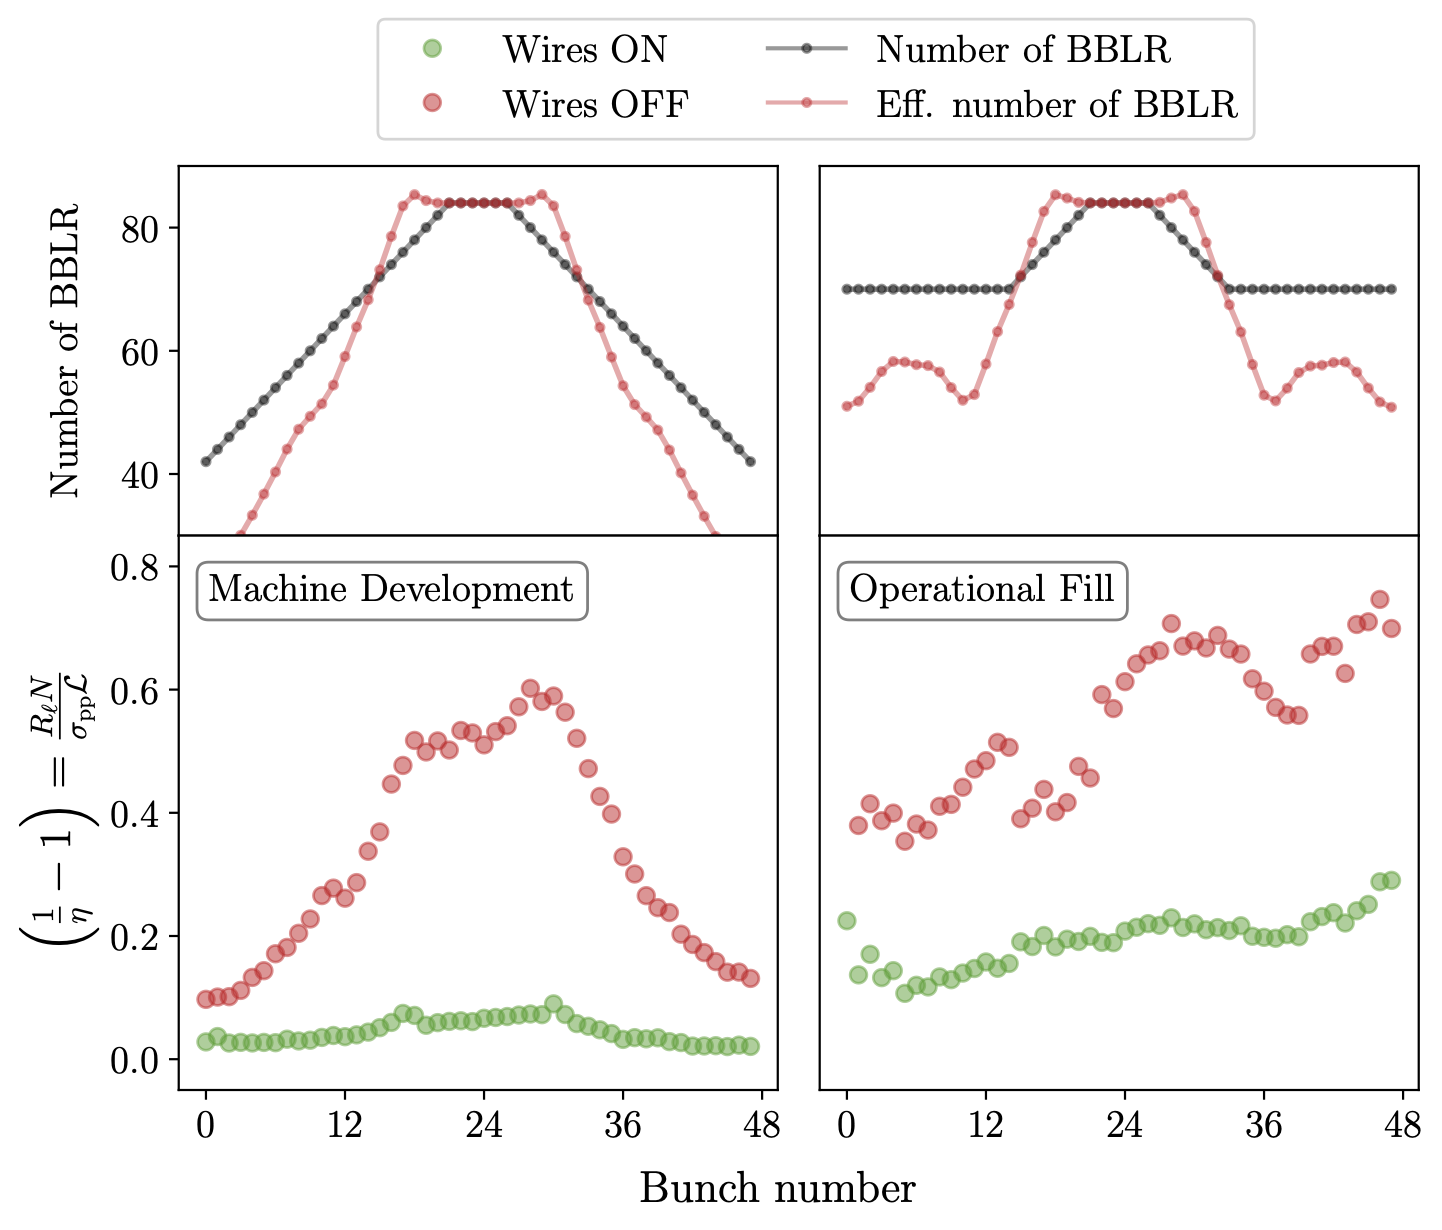 Wires ON
Wires OFF
Number of BBLR
Eff. number of BBLR
Number of BBLR
80
60
40
Machine Development
Operational Fill
(1/η − 1) = R_ℓ N / σ_pp ℒ
0.8
0.6
0.4
0.2
0.0
0 12 24 36 48
0 12 24 36 48
Bunch number